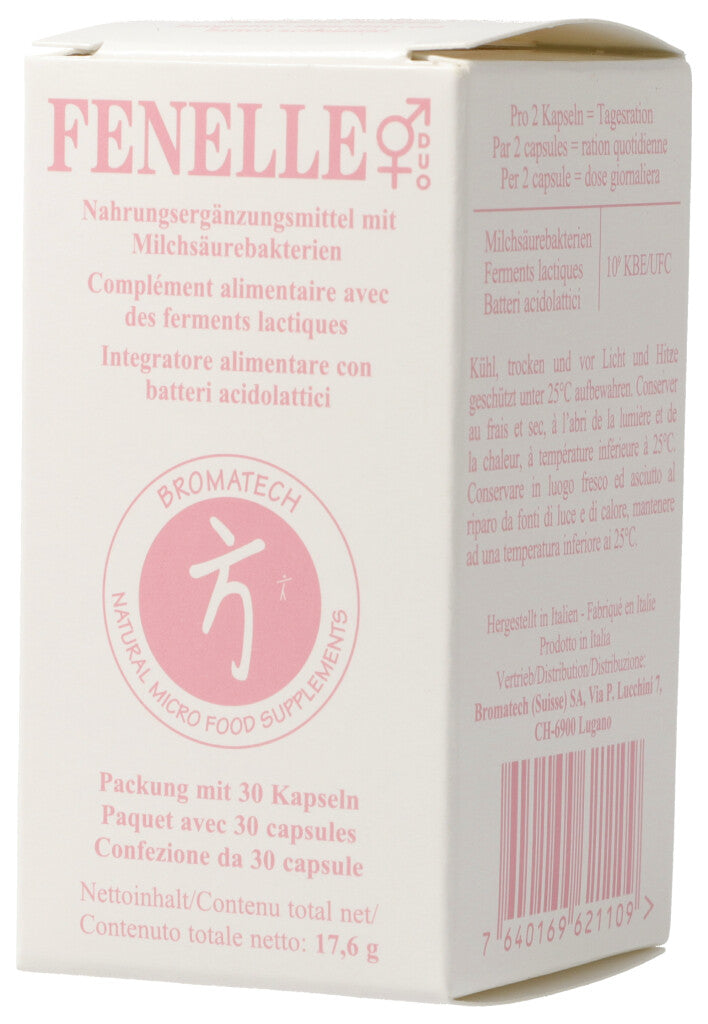 FENELLE
DUO
Nahrungsergänzungsmittel mit
Milchsäurebakterien
Complément alimentaire avec
des ferments lactiques
Integratore alimentare con
batteri acidolattici
BROMATECH
方
NATURAL MICRO FOOD SUPPLEMENTS
Packung mit 30 Kapseln
Paquet avec 30 capsules
Confezione da 30 capsule
Nettoinhalt/Contenu total net/
Contenuto totale netto: 17,6 g
Pro 2 Kapseln = Tagesration
Par 2 capsules = ration quotidienne
Per 2 capsule = dose giornaliera
Milchsäurebakterien
Ferments lactiques
Batteri acidolattici
10⁹ KBE/UFC
Kühl, trocken und vor Licht und Hitze
geschützt unter 25°C aufbewahren. Conserver
au frais et sec, à l’abri de la lumière et de
la chaleur, à température inférieure à 25°C.
Conservare in luogo fresco ed asciutto al
riparo da fonti di luce e di calore, mantenere
ad una temperatura inferiore ai 25°C.
Hergestellt in Italien - Fabriqué en Italie
Prodotto in Italia
Vertrieb/Distribution/Distribuzione:
Bromatech (Suisse) SA, Via P. Lucchini 7,
CH-6900 Lugano
7 640169 621109 >